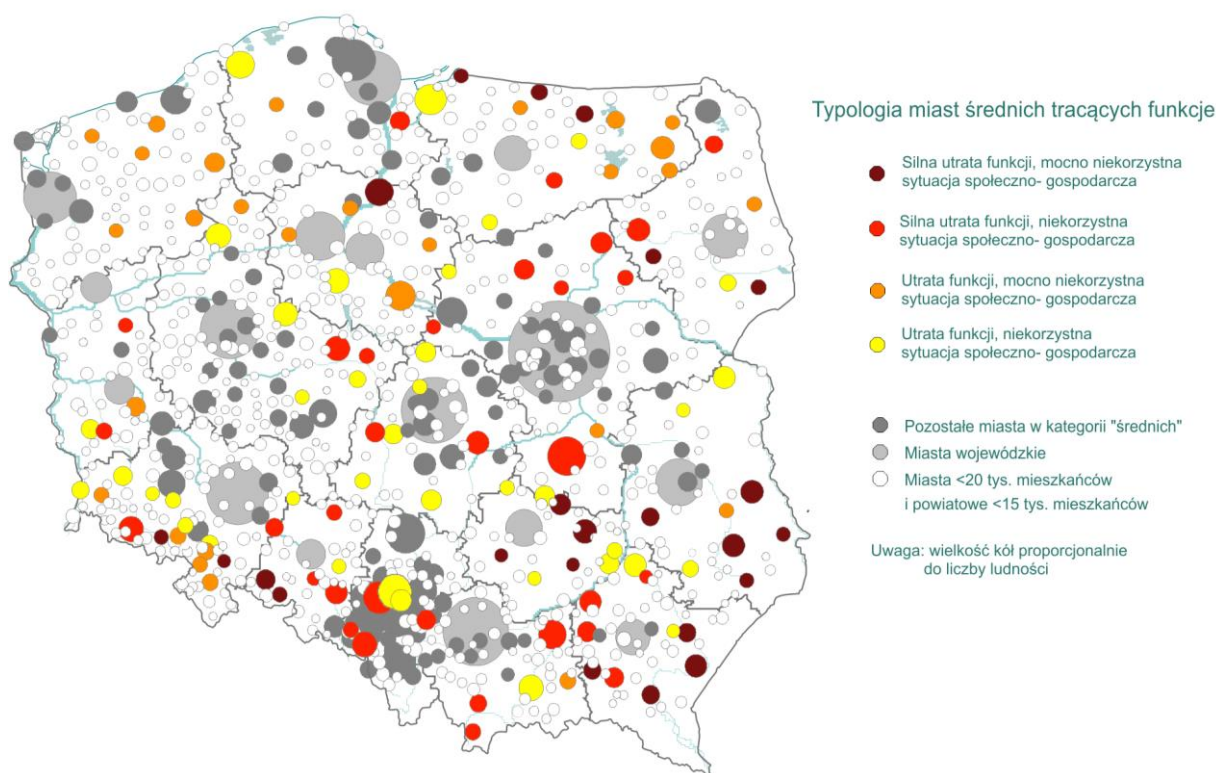 Typologia miast średnich tracących funkcje
Silna utrata funkcji, mocno niekorzystna
sytuacja społeczno- gospodarcza
Silna utrata funkcji, niekorzystna
sytuacja społeczno- gospodarcza
Utrata funkcji, mocno niekorzystna
sytuacja społeczno- gospodarcza
Utrata funkcji, niekorzystna
sytuacja społeczno- gospodarcza
Pozostałe miasta w kategorii "średnich"
Miasta wojewódzkie
Miasta <20 tys. mieszkańców
i powiatowe <15 tys. mieszkańców
Uwaga: wielkość kół proporcjonalnie
do liczby ludności